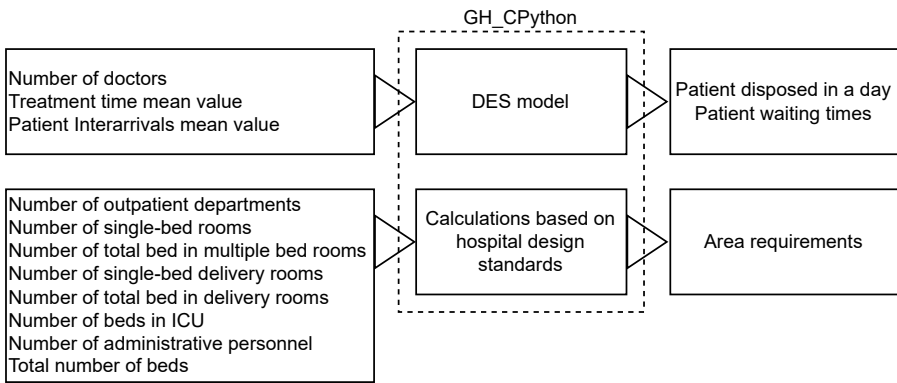 GH_CPython
Number of doctors
Treatment time mean value
Patient Interarrivals mean value
DES model
Patient disposed in a day
Patient waiting times
Number of outpatient departments
Number of single-bed rooms
Number of total bed in multiple bed rooms
Number of single-bed delivery rooms
Number of total bed in delivery rooms
Number of beds in ICU
Number of administrative personnel
Total number of beds
Calculations based on
hospital design
standards
Area requirements